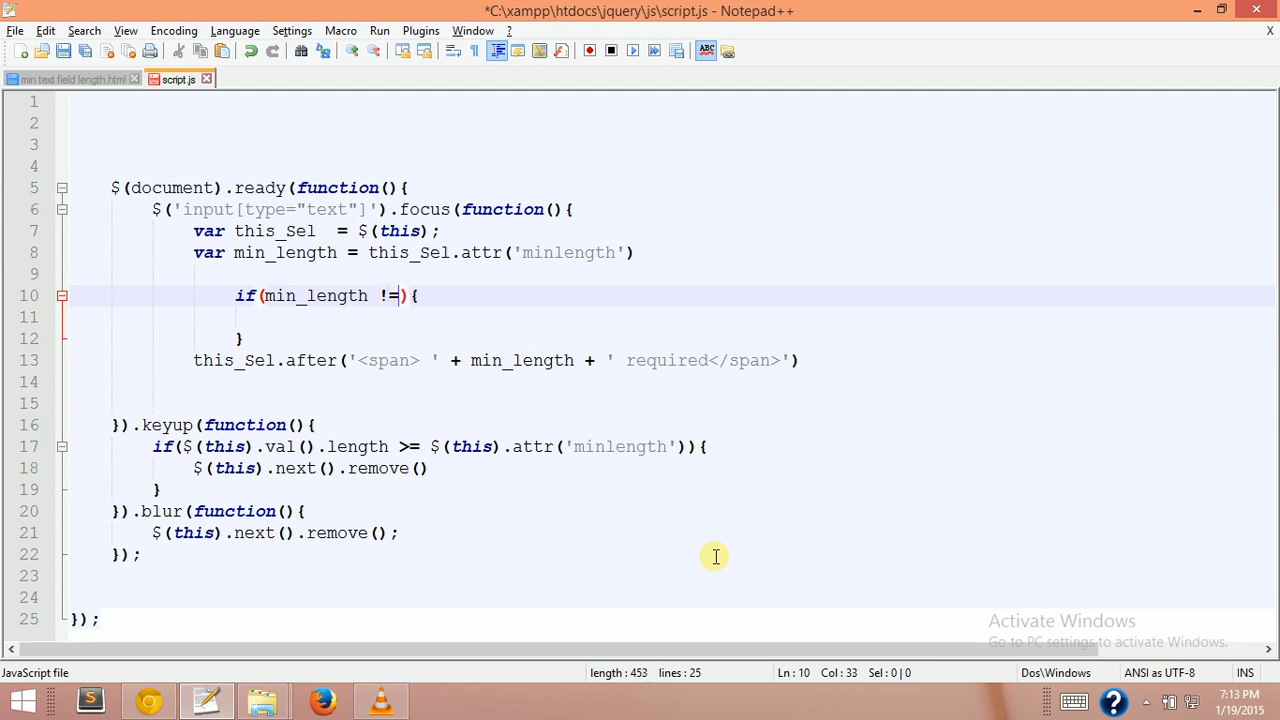 *C:\xampp\htdocs\jquery\js\script.js - Notepad++
File Edit Search View Encoding Language Settings Macro Run Plugins Window ? X
ABC
min text field length.html script.js
1
2
3
4
5 $(document).ready(function(){
6 $('input[type="text"]').focus(function(){
7 var this_Sel  = $(this);
8 var min_length = this_Sel.attr('minlength')
9
10 if(min_length !=){
11
12 }
13 this_Sel.after('<span> ' + min_length + ' required</span>')
14
15
16 }).keyup(function(){
17 if($(this).val().length >= $(this).attr('minlength')){
18 $(this).next().remove()
19 }
20 }).blur(function(){
21 $(this).next().remove();
22 });
23
24
25 });
Activate Windows
Go to PC settings to activate Windows.
JavaScript file length : 453 lines : 25 Ln : 10 Col : 33 Sel : 0 | 0 Dos\Windows ANSI as UTF-8 INS
7:13 PM
1/19/2015